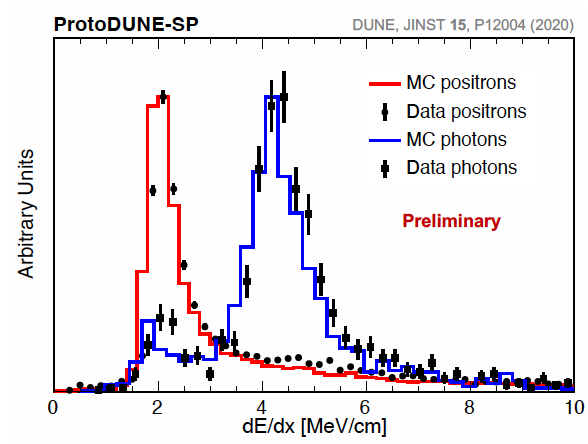 ProtoDUNE-SP
DUNE, JINST 15, P12004 (2020)
MC positrons
Data positrons
MC photons
Data photons
Preliminary
Arbitrary Units
0 2 4 6 8 10
dE/dx [MeV/cm]